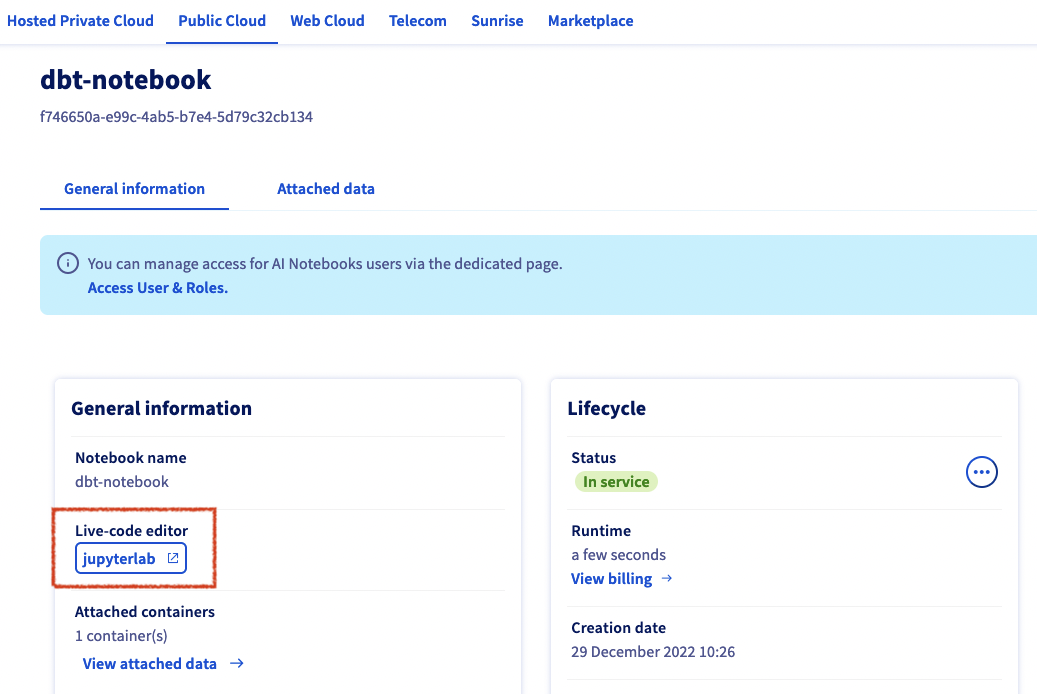 Hosted Private Cloud Public Cloud Web Cloud Telecom Sunrise Marketplace
dbt-notebook
f746650a-e99c-4ab5-b7e4-5d79c32cb134
General information Attached data
You can manage access for AI Notebooks users via the dedicated page.
Access User & Roles.
General information
Notebook name
dbt-notebook
Live-code editor
jupyterlab
Attached containers
1 container(s)
View attached data
Lifecycle
Status
In service
Runtime
a few seconds
View billing
Creation date
29 December 2022 10:26